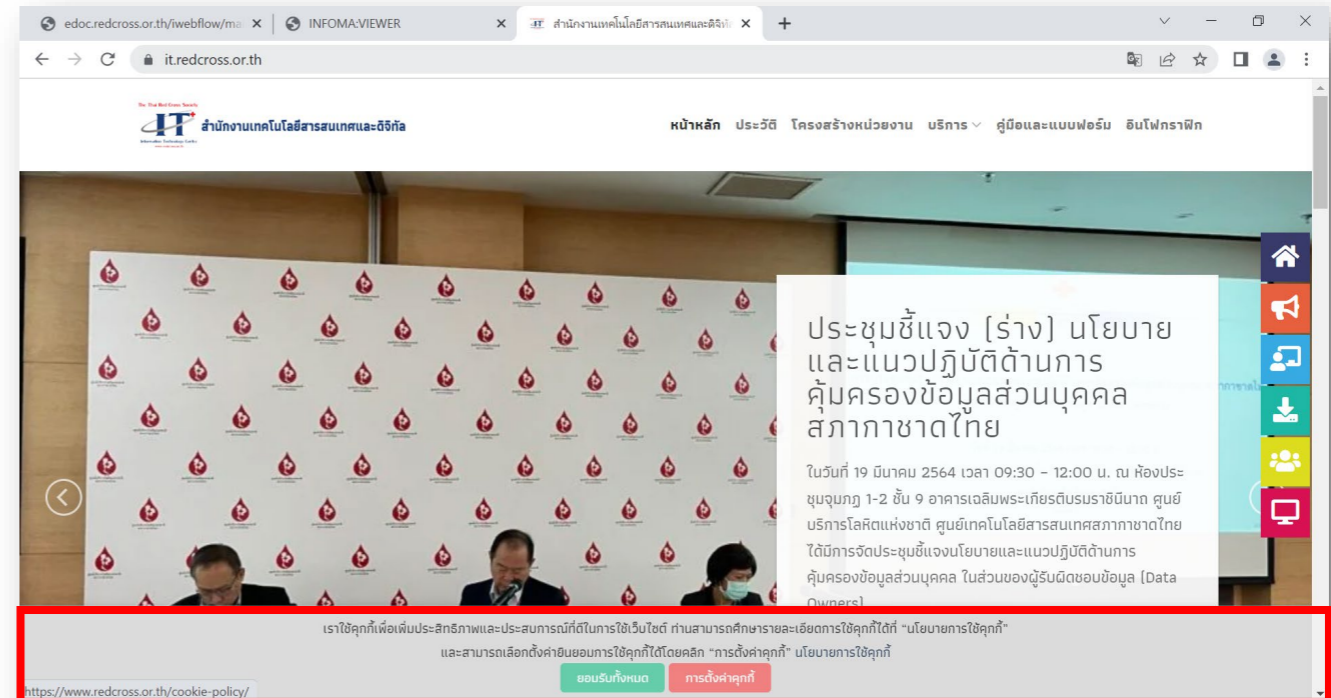 edoc.redcross.or.th/iwebflow/ma
INFOMA:VIEWER
สำนักงานเทคโนโลยีสารสนเทศและดิจิทั
it.redcross.or.th
The Thai Red Cross Society
IT
สำนักงานเทคโนโลยีสารสนเทศและดิจิทัล
หน้าหลัก ประวัติ โครงสร้างหน่วยงาน บริการ คู่มือและแบบฟอร์ม อินโฟกราฟิก
ประชุมชี้แจง (ร่าง) นโยบาย
และแนวปฏิบัติด้านการ
คุ้มครองข้อมูลส่วนบุคคล
สภากาชาดไทย
ในวันที่ 19 มีนาคม 2564 เวลา 09:30 – 12:00 น. ณ ห้องประ
ชุมจุมภฏ 1-2 ชั้น 9 อาคารเฉลิมพระเกียรติบรมราชินีนาถ ศูนย์
บริการโลหิตแห่งชาติ ศูนย์เทคโนโลยีสารสนเทศสภากาชาดไทย
ได้มีการจัดประชุมชี้แจงนโยบายและแนวปฏิบัติด้านการ
คุ้มครองข้อมูลส่วนบุคคล ในส่วนของผู้รับผิดชอบข้อมูล (Data
Owners)
เราใช้คุกกี้เพื่อเพิ่มประสิทธิภาพและประสบการณ์ที่ดีในการใช้เว็บไซต์ ท่านสามารถศึกษารายละเอียดการใช้คุกกี้ได้ที่ “นโยบายการใช้คุกกี้”
และสามารถเลือกตั้งค่ายินยอมการใช้คุกกี้ได้โดยคลิก “การตั้งค่าคุกกี้” นโยบายการใช้คุกกี้
ยอมรับทั้งหมด การตั้งค่าคุกกี้
https://www.redcross.or.th/cookie-policy/